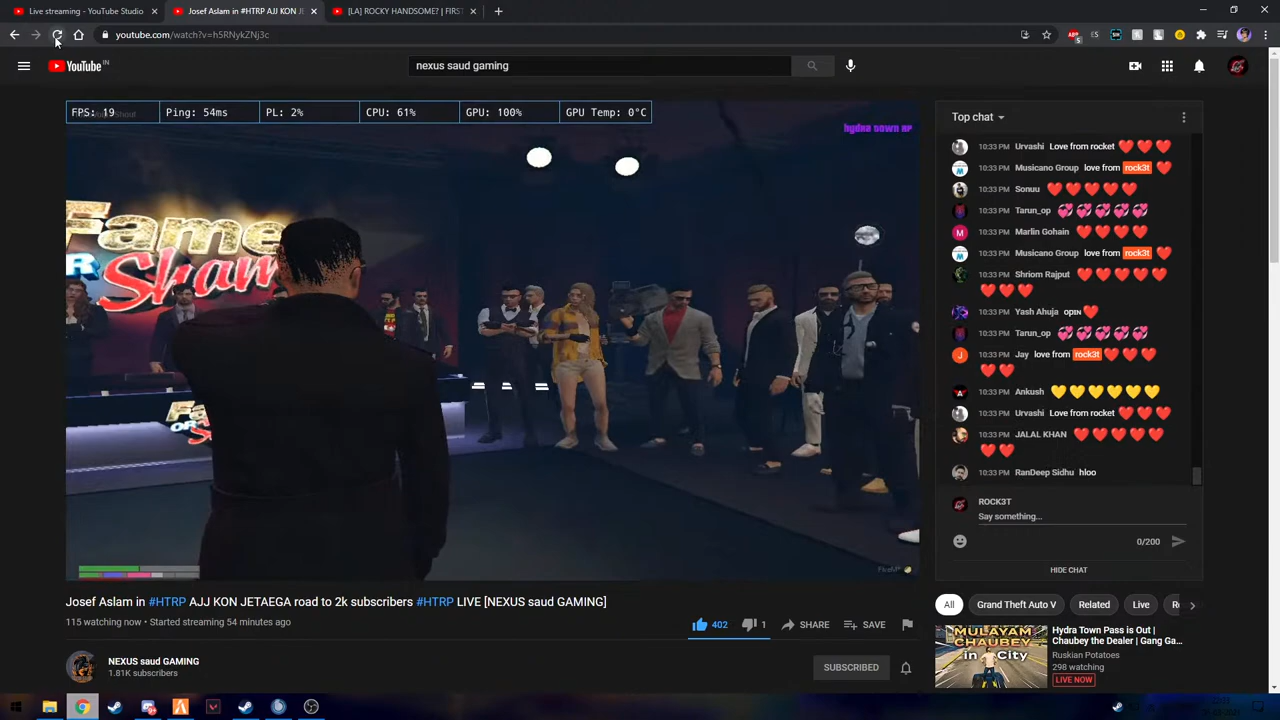 Live streaming - YouTube Studio
Josef Aslam in #HTRP AJJ KON JE
[LA] ROCKY HANDSOME? | FIRST
youtube.com/watch?v=h5RNykZNj3c
YouTube IN
nexus saud gaming
FPS: 19
Ping: 54ms
PL: 2%
CPU: 61%
GPU: 100%
GPU Temp: 0°C
HYDRA TOWN RP
Fame
OR
Sham
Josef Aslam in #HTRP AJJ KON JETAEGA road to 2k subscribers #HTRP LIVE [NEXUS saud GAMING]
115 watching now • Started streaming 54 minutes ago
402
1
SHARE
SAVE
NEXUS saud GAMING
1.81K subscribers
SUBSCRIBED
Top chat
10:33 PM Urvashi Love from rocket ❤️ ❤️ ❤️
10:33 PM Musicano Group love from rock3t ❤️
10:33 PM Sonuu ❤️ ❤️ ❤️ ❤️ ❤️
10:33 PM Tarun_op 💞 💞 💞 💞 💞
10:33 PM Marlin Gohain ❤️ ❤️ ❤️ ❤️
10:33 PM Musicano Group love from rock3t ❤️
10:33 PM Shriom Rajput ❤️ ❤️ ❤️ ❤️ ❤️
❤️ ❤️ ❤️
10:33 PM Yash Ahuja opin ❤️
10:33 PM Tarun_op 💞 💞 💞 💞 💞
10:33 PM Jay love from rock3t ❤️ ❤️ ❤️
❤️ ❤️
10:33 PM Ankush 💛 💛 💛 💛 💛 💛
10:33 PM Urvashi Love from rocket ❤️ ❤️ ❤️
10:33 PM JALAL KHAN ❤️ ❤️ ❤️ ❤️ ❤️
❤️ ❤️
10:33 PM RanDeep Sidhu hloo
ROCK3T
Say something...
0/200
HIDE CHAT
All
Grand Theft Auto V
Related
Live
MULAYAM
CHAUBEY
in City
Hydra Town Pass is Out |
Chaubey the Dealer | Gang Ga...
Ruskian Potatoes
298 watching
LIVE NOW